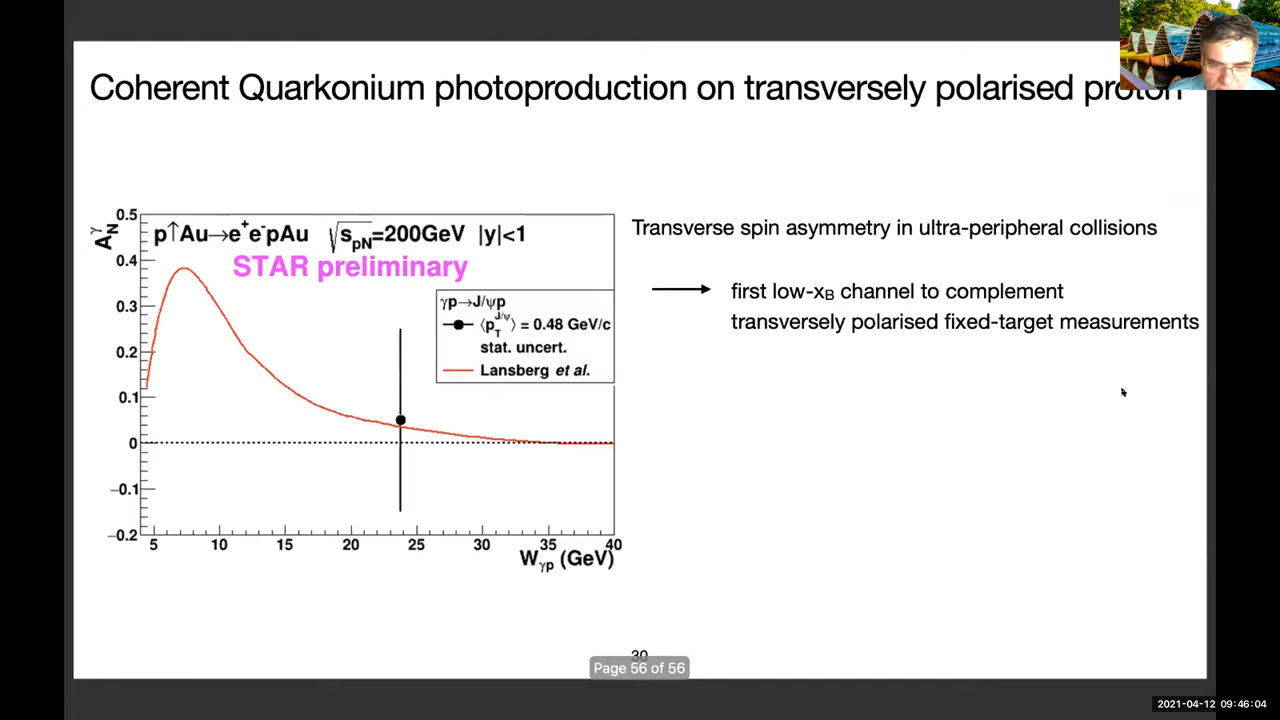 Coherent Quarkonium photoproduction on transversely polarised proton
p↑Au→e⁺e⁻pAu √s_pN=200GeV |y|<1
STAR preliminary
γp→J/ψp
⟨p_T^J/ψ⟩ = 0.48 GeV/c
stat. uncert.
Lansberg et al.
A_N^γ
0.5
0.4
0.3
0.2
0.1
0
−0.1
−0.2
5 10 15 20 25 30 35 40
W_γp (GeV)
Transverse spin asymmetry in ultra-peripheral collisions
first low-x_B channel to complement
transversely polarised fixed-target measurements
30
Page 56 of 56
2021-04-12 09:46:04